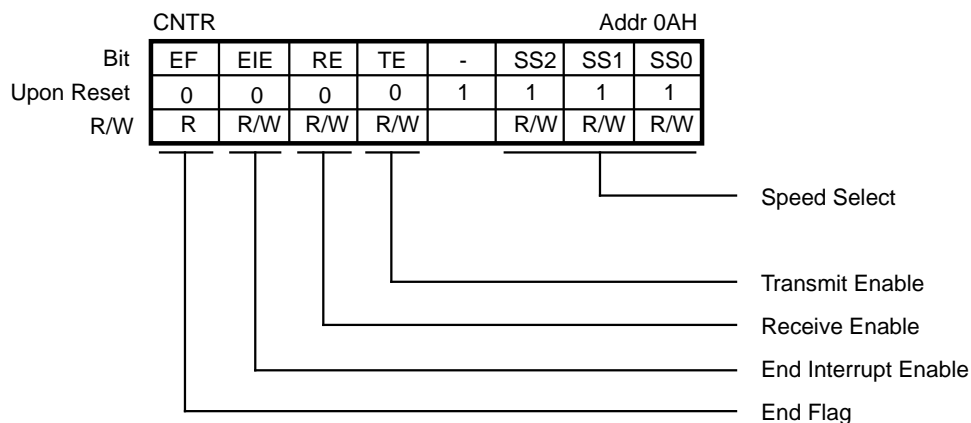 CNTR Addr 0AH
Bit EF EIE RE TE - SS2 SS1 SS0
Upon Reset 0 0 0 0 1 1 1 1
R/W R R/W R/W R/W R/W R/W R/W
Speed Select
Transmit Enable
Receive Enable
End Interrupt Enable
End Flag